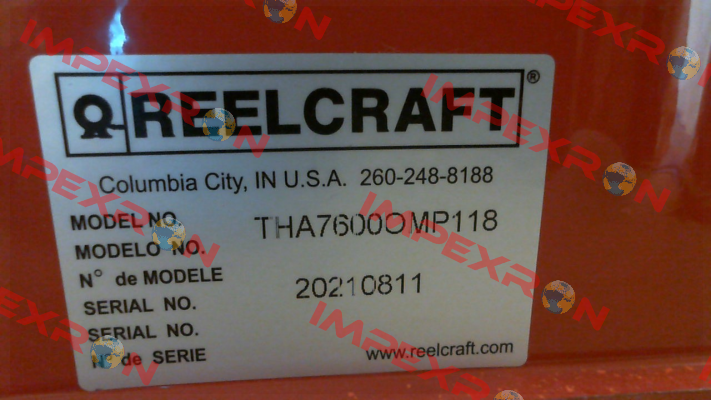 REELCRAFT®
Columbia City, IN U.S.A. 260-248-8188
MODEL NO.
MODELO NO.
N° de MODELE
THA7600OMP118
SERIAL NO.
SERIAL NO.
N° de SERIE
20210811
www.reelcraft.com
IMPEXRON
IMPEXRON
IMPEXRON
IMPEXRON
IMPEXRON
IMPEXRON